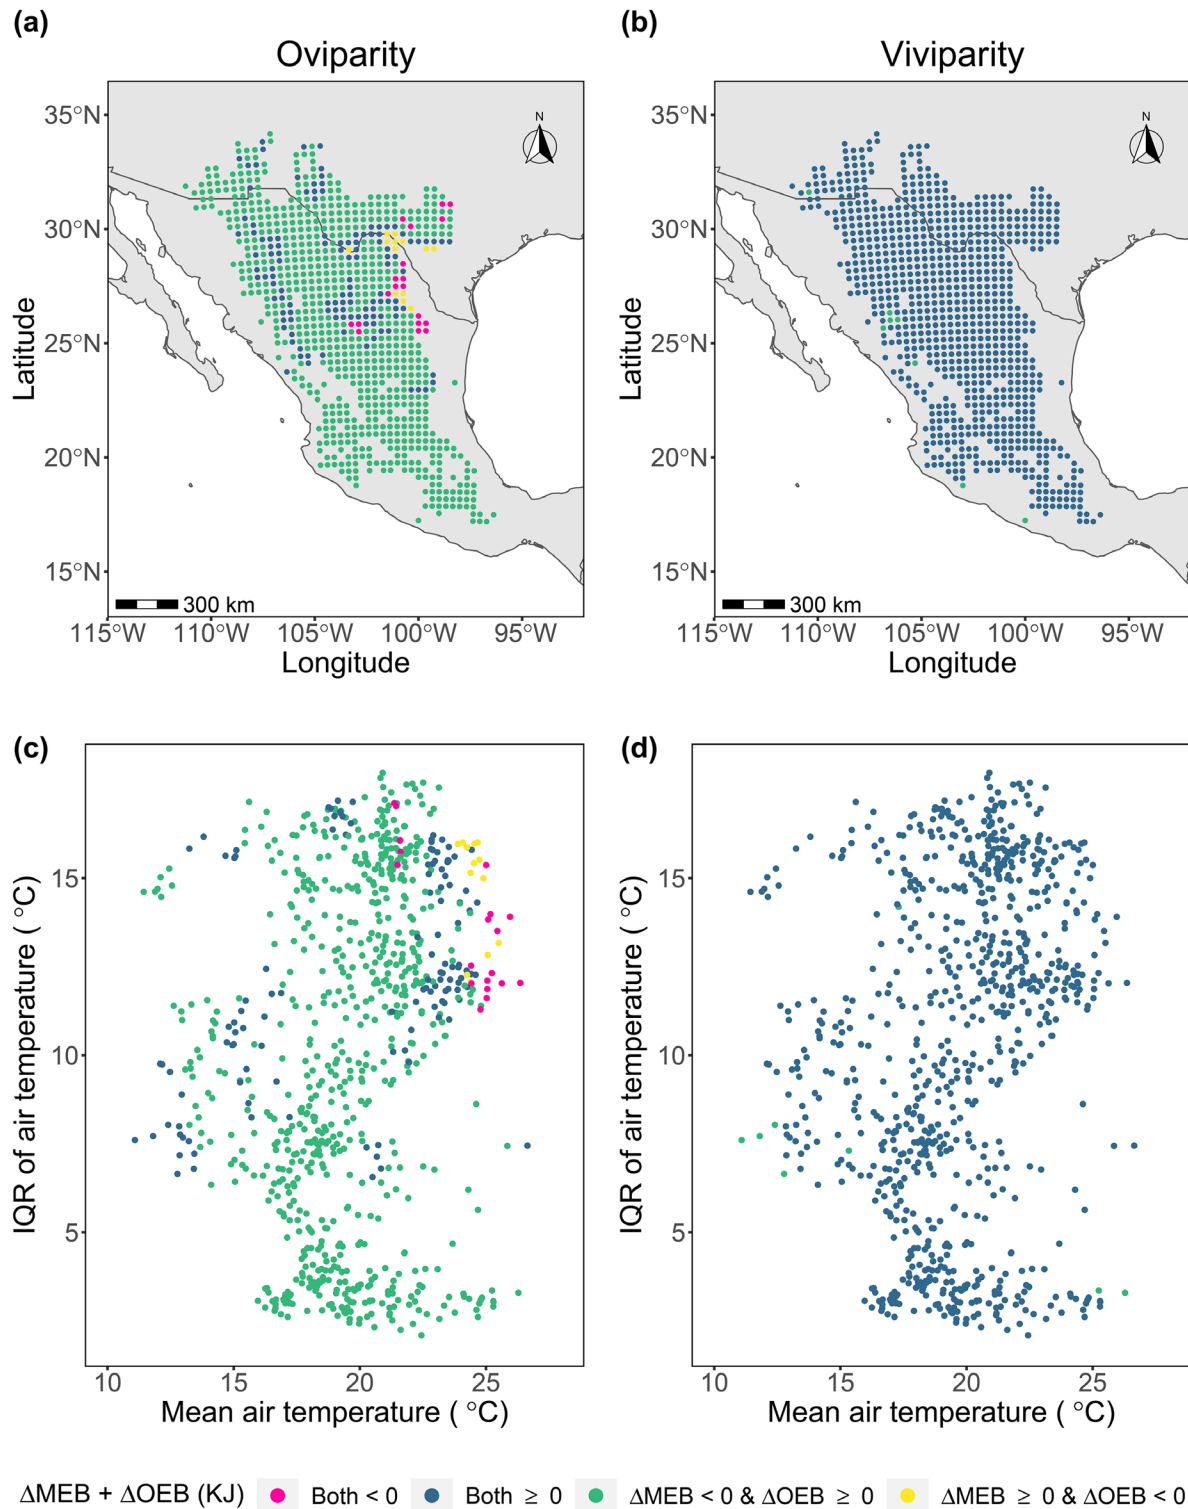 (a)
Oviparity
35°N
30°N
25°N
20°N
15°N
Latitude
N
300 km
115°W 110°W 105°W 100°W 95°W
Longitude
(b)
Viviparity
35°N
30°N
25°N
20°N
15°N
Latitude
N
300 km
115°W 110°W 105°W 100°W 95°W
Longitude
(c)
15
10
5
IQR of air temperature ( °C)
10 15 20 25
Mean air temperature ( °C)
(d)
15
10
5
IQR of air temperature ( °C)
10 15 20 25
Mean air temperature ( °C)
ΔMEB + ΔOEB (KJ) Both < 0 Both ≥ 0 ΔMEB < 0 & ΔOEB ≥ 0 ΔMEB ≥ 0 & ΔOEB < 0